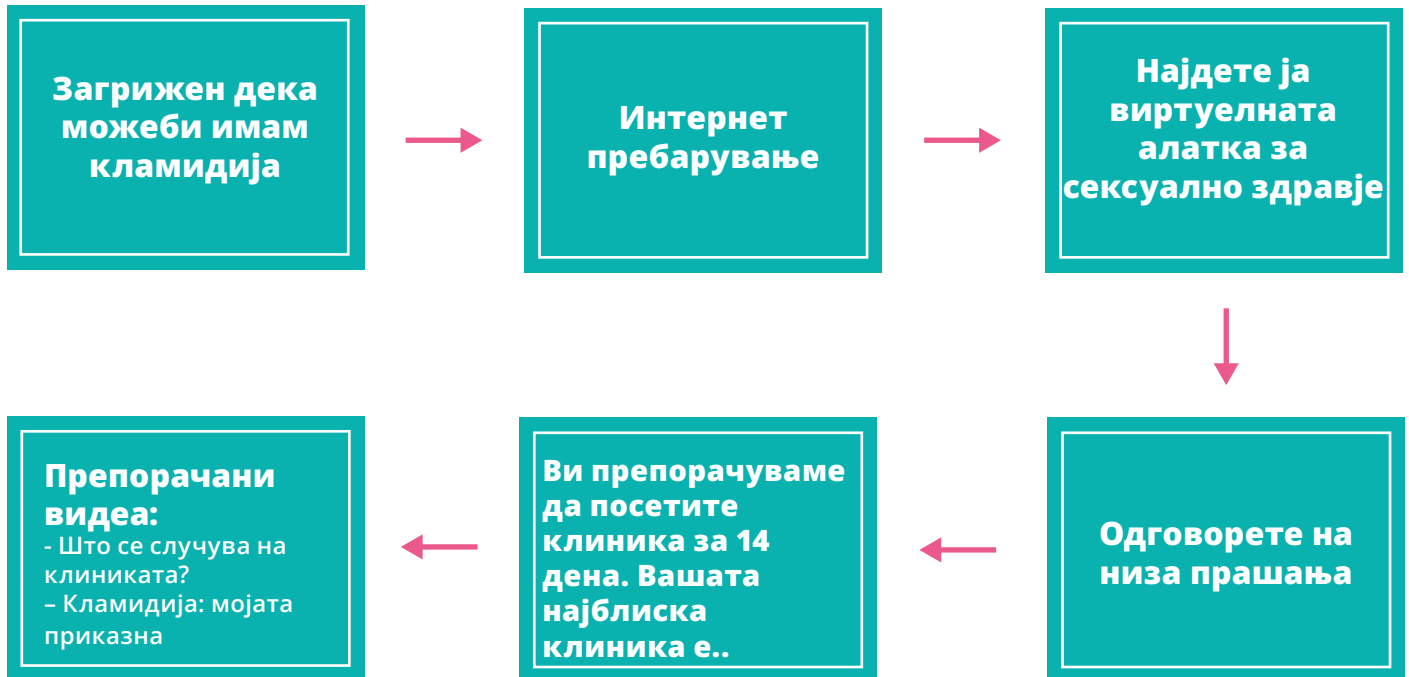 Загрижен дека
можеби имам
кламидија
Интернет
пребарување
Најдете ја
виртуелната
алатка за
сексуално здравје
Одговорете на
низа прашања
Ви препорачуваме
да посетите
клиника за 14
дена. Вашата
најблиска
клиника е..
Препорачани
видеа:
- Што се случува на
клиниката?
– Кламидија: мојата
приказна